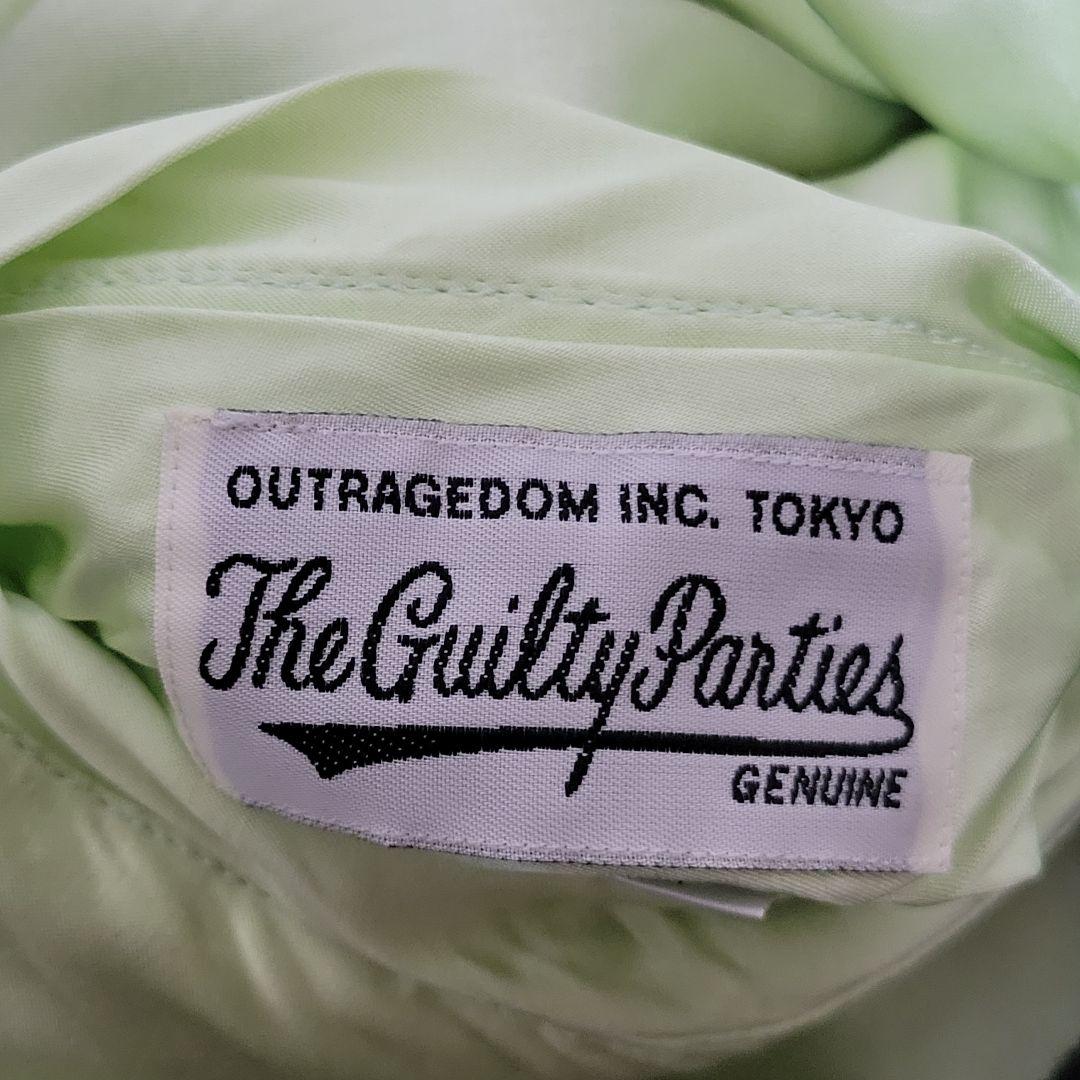 OUTRAGEDOM INC. TOKYO
The Guilty Parties
GENUINE